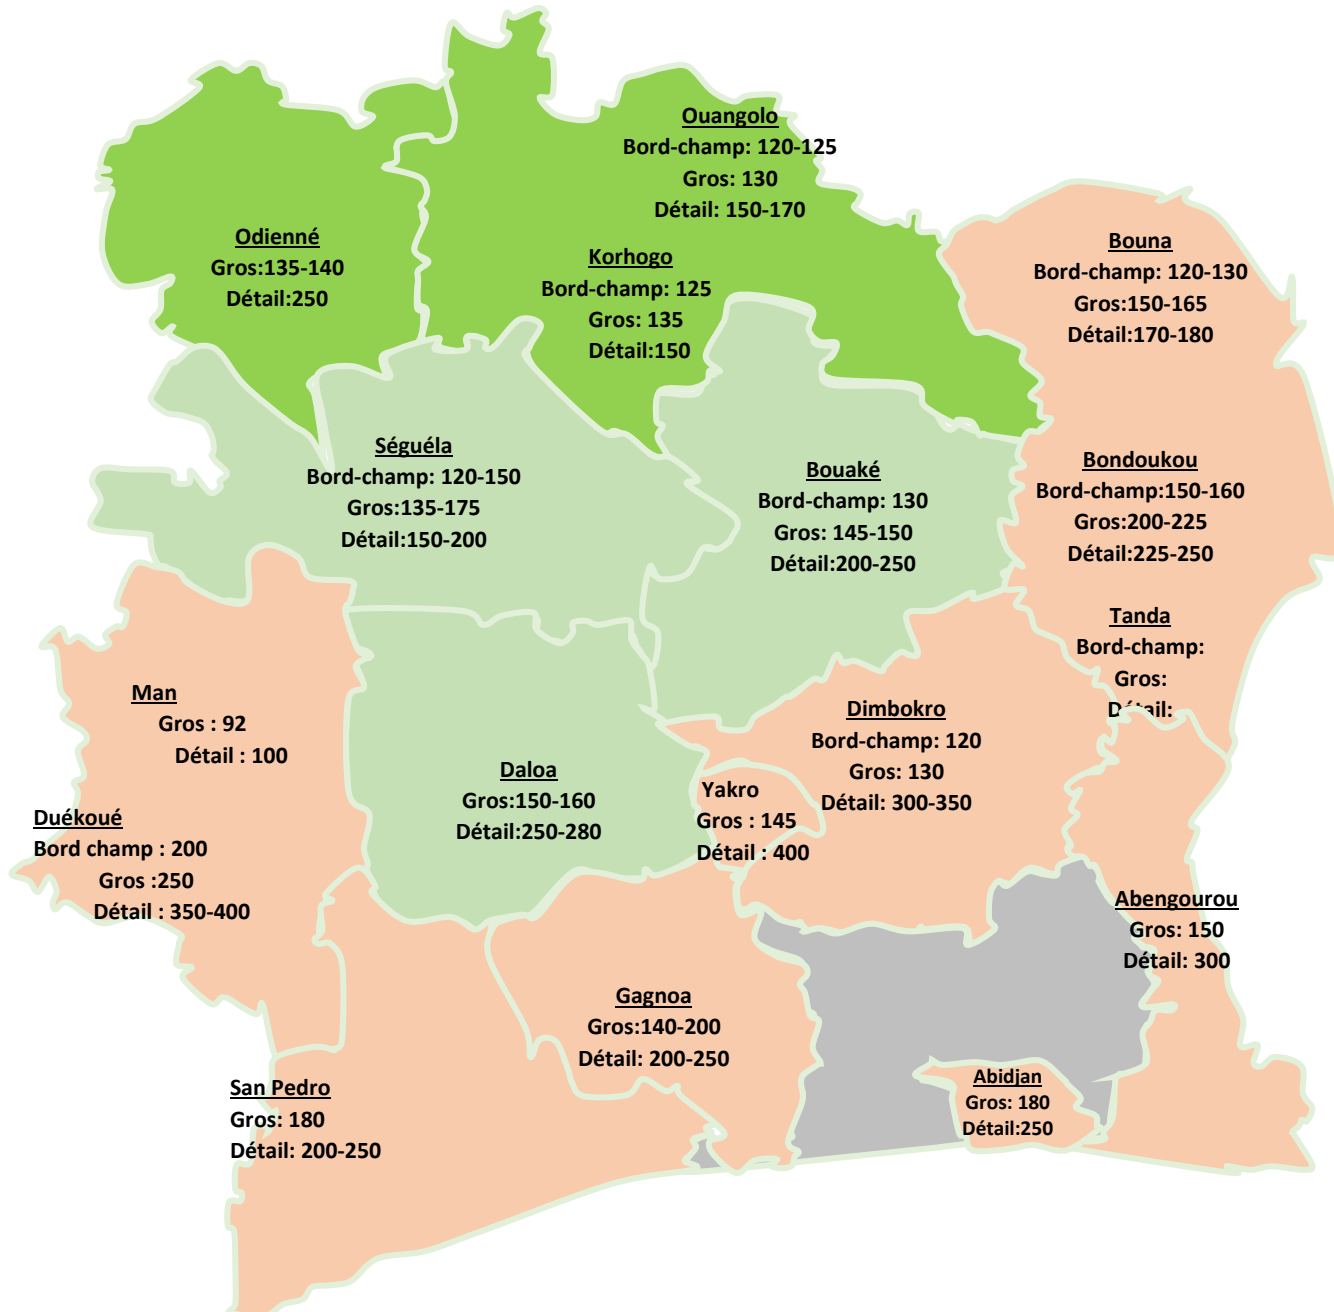 Ouangolo
Bord-champ: 120-125
Gros: 130
Détail: 150-170
Odienné
Gros:135-140
Détail:250
Korhogo
Bord-champ: 125
Gros: 135
Détail:150
Bouna
Bord-champ: 120-130
Gros:150-165
Détail:170-180
Séguéla
Bord-champ: 120-150
Gros:135-175
Détail:150-200
Bouaké
Bord-champ: 130
Gros: 145-150
Détail:200-250
Bondoukou
Bord-champ:150-160
Gros:200-225
Détail:225-250
Tanda
Bord-champ:
Gros:
Détail:
Man
Gros : 92
Détail : 100
Dimbokro
Bord-champ: 120
Gros: 130
Détail: 300-350
Daloa
Gros:150-160
Détail:250-280
Yakro
Gros : 145
Détail : 400
Duékoué
Bord champ : 200
Gros :250
Détail : 350-400
Abengourou
Gros: 150
Détail: 300
Gagnoa
Gros:140-200
Détail: 200-250
San Pedro
Gros: 180
Détail: 200-250
Abidjan
Gros: 180
Détail:250